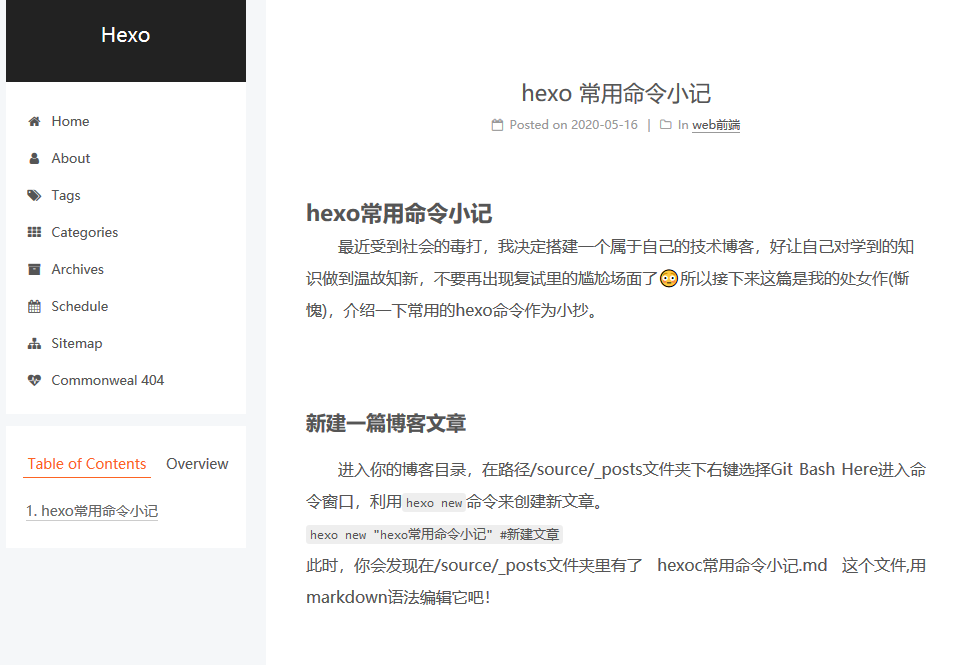 Hexo
Home
About
Tags
Categories
Archives
Schedule
Sitemap
Commonweal 404
Table of Contents Overview
1. hexo常用命令小记
hexo 常用命令小记
Posted on 2020-05-16 | In web前端
hexo常用命令小记
最近受到社会的毒打，我决定搭建一个属于自己的技术博客，好让自己对学到的知
识做到温故知新，不要再出现复试里的尴尬场面了😳所以接下来这篇是我的处女作(惭
愧)，介绍一下常用的hexo命令作为小抄。
新建一篇博客文章
进入你的博客目录，在路径/source/_posts文件夹下右键选择Git Bash Here进入命
令窗口，利用hexo new命令来创建新文章。
hexo new "hexo常用命令小记" #新建文章
此时，你会发现在/source/_posts文件夹里有了 hexoc常用命令小记.md 这个文件,用
markdown语法编辑它吧！